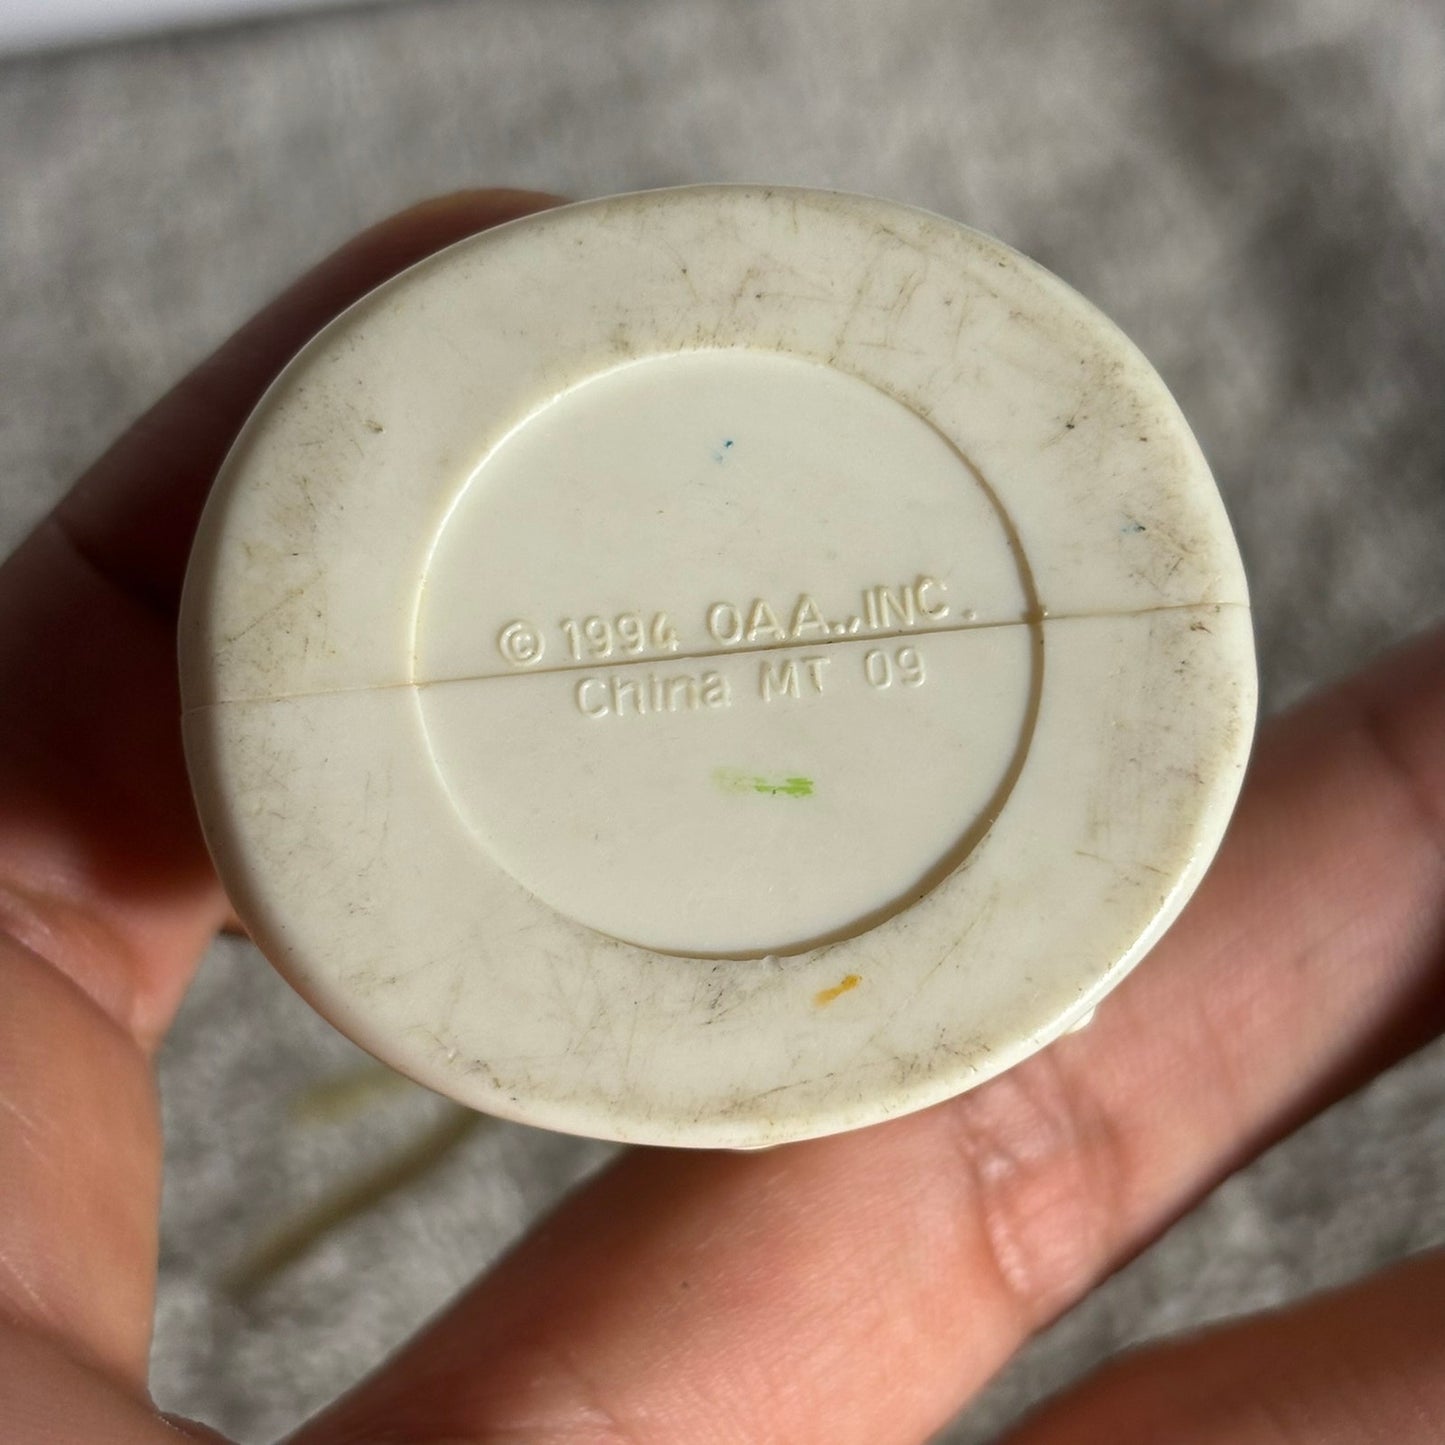 © 1994 OAA., INC.
China MT 09